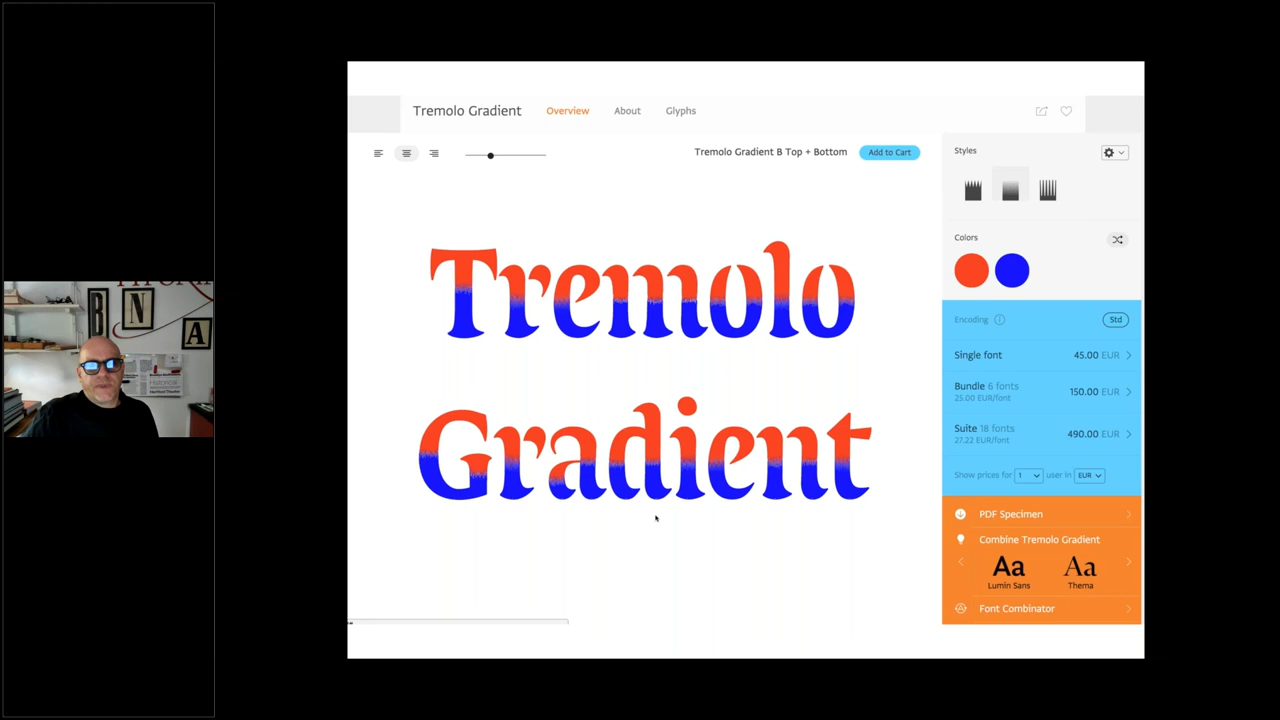 Tremolo Gradient Overview About Glyphs
Tremolo Gradient B Top + Bottom Add to Cart
Tremolo
Gradient
Styles
Colors
Encoding Std
Single font 45.00 EUR
Bundle 6 fonts 150.00 EUR
25.00 EUR/font
Suite 18 fonts 490.00 EUR
27.22 EUR/font
Show prices for 1 user in EUR
PDF Specimen
Combine Tremolo Gradient
Aa Aa
Lumin Sans Thema
Font Combinator
B N A
Historical